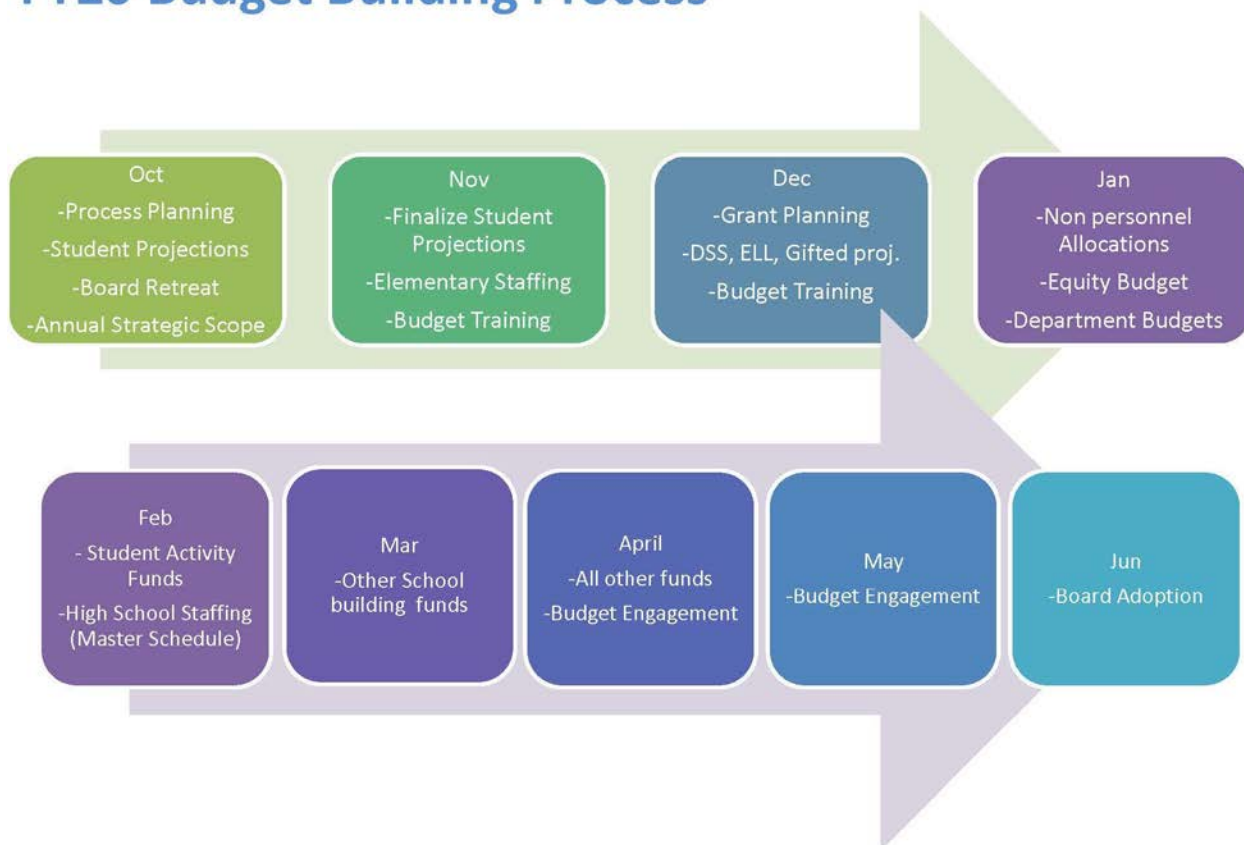 Budget Building Process
Oct
-Process Planning
-Student Projections
-Board Retreat
-Annual Strategic Scope
Nov
-Finalize Student
Projections
-Elementary Staffing
-Budget Training
Dec
-Grant Planning
-DSS, ELL, Gifted proj.
-Budget Training
Jan
-Non personnel
Allocations
-Equity Budget
-Department Budgets
Feb
- Student Activity
Funds
-High School Staffing
(Master Schedule)
Mar
-Other School
building funds
April
-All other funds
-Budget Engagement
May
-Budget Engagement
Jun
-Board Adoption